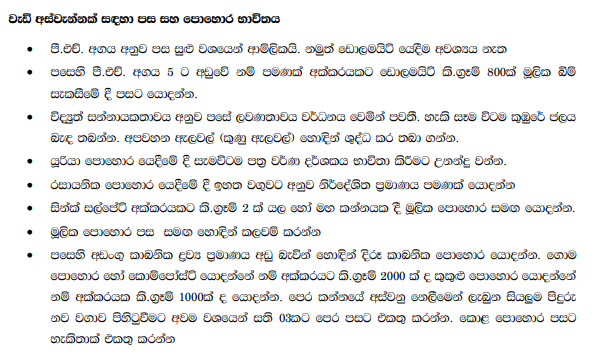 වැඩි අස්වැන්නක් සඳහා පස සහ පොහොර භාවිතය
• පී.එච්. අගය අනුව පස සුළු වශයෙන් ආම්ලිකයි. නමුත් ඩොලමයිට් යෙදීම අවශ්‍යය නැත
• පසෙහි පී.එච්. අගය 5 ට අඩුවේ නම් පමණක් අක්කරයකට ඩොලමයිට් කි.ග්‍රෑම් 800ක් මූලික බිම්
සැකසීමේ දී පසට යොදන්න.
• විද්‍යුත් සන්නායකතාවය අනුව පසේ ලවණතාවය වර්ධනය වෙමින් පවතී. හැකි සෑම විටම කුඹුරේ ජලය
බැඳ තබන්න. අපවහන ඇලවල් (කුණු ඇලවල්) හොඳින් ශුද්ධ කර තබා ගන්න.
• යූරියා පොහොර යෙදීමේ දී සැමවිටම පත්‍ර වර්ණ දර්ශකය භාවිතා කිරීමට උනන්දු වන්න.
• රසායනික පොහොර යෙදීමේ දී ඉහත වගුවට අනුව නිර්දේශිත ප්‍රමාණය පමණක් යොදන්න
• සින්ක් සල්පේට් අක්කරයකට කි.ග්‍රෑම් 2 ක් යල හෝ මහ කන්නයක දී මූලික පොහොර සමඟ යොදන්න.
• මූලික පොහොර පස සමඟ හොඳින් කලවම් කරන්න
• පසෙහි අඩංගු කාබනික ද්‍රව්‍ය ප්‍රමාණය අඩු බැවින් හොඳින් දිරූ කාබනික පොහොර යොදන්න. ගොම
පොහොර හෝ කොම්පෝස්ට් යොදන්නේ නම් අක්කරයට කි.ග්‍රෑම් 2000 ක් ද කුකුළු පොහොර යොදන්නේ
නම් අක්කරයක කි.ග්‍රෑම් 1000ක් ද යොදන්න. පෙර කන්නයේ අස්වනු නෙලීමෙන් ලැබුන සියලුම පිදුරු
නව වගාව පිහිටුවීමට අවම වශයෙන් සති 03කට පෙර පසට එකතු කරන්න. කොළ පොහොර පසට
හැකිතාක් එකතු කරන්න